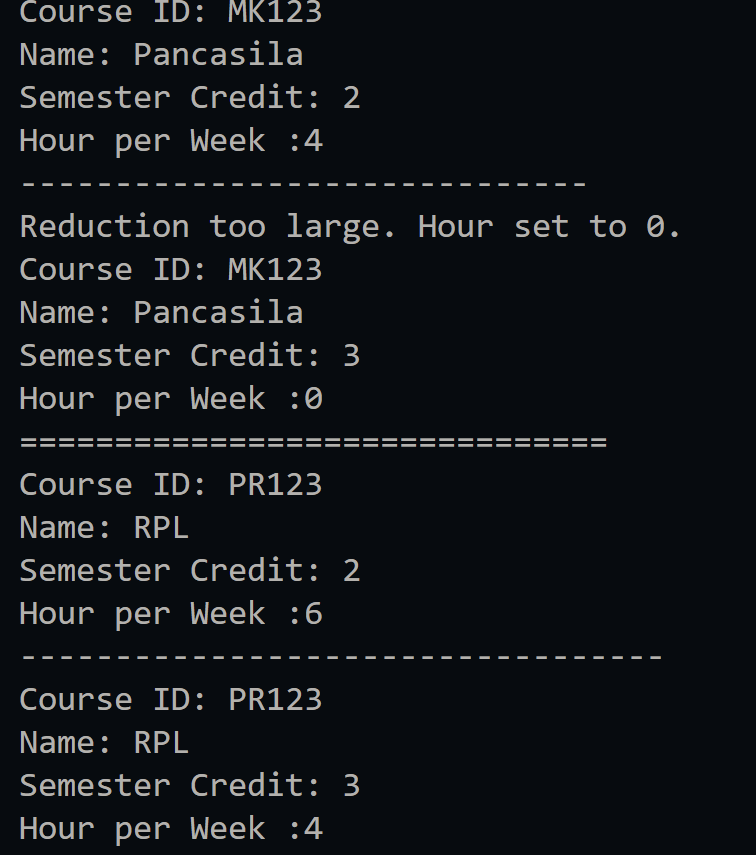 Course ID: MK123
Name: Pancasila
Semester Credit: 2
Hour per Week :4
------------------------------
Reduction too large. Hour set to 0.
Course ID: MK123
Name: Pancasila
Semester Credit: 3
Hour per Week :0
===============================
Course ID: PR123
Name: RPL
Semester Credit: 2
Hour per Week :6
----------------------------------
Course ID: PR123
Name: RPL
Semester Credit: 3
Hour per Week :4